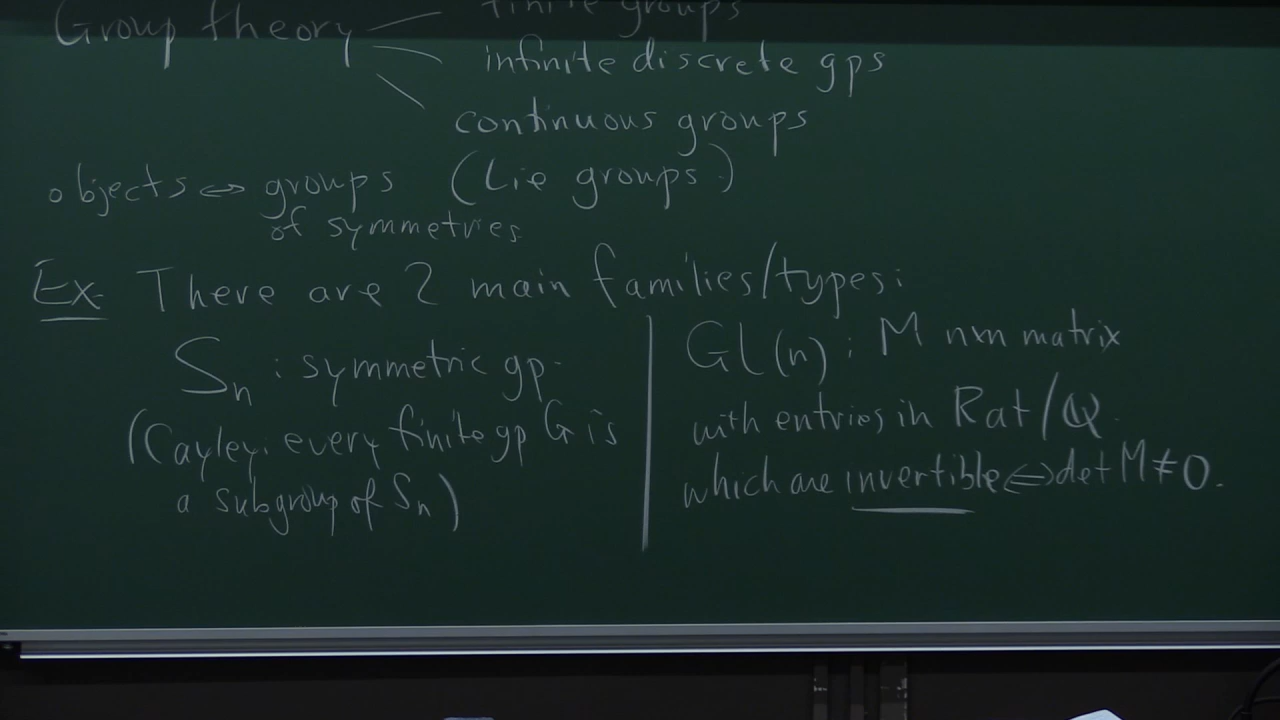 Group theory
finite groups
infinite discrete gps
continuous groups
(Lie groups)
objects ↔ groups
of symmetries
Ex. There are 2 main families/types:
Sₙ : symmetric gp.
(Cayley: every finite gp G is
a subgroup of Sₙ)
GL(n) : M n×n matrix
with entries in Rat/ℚ.
which are invertible ⇔ det M ≠ 0.